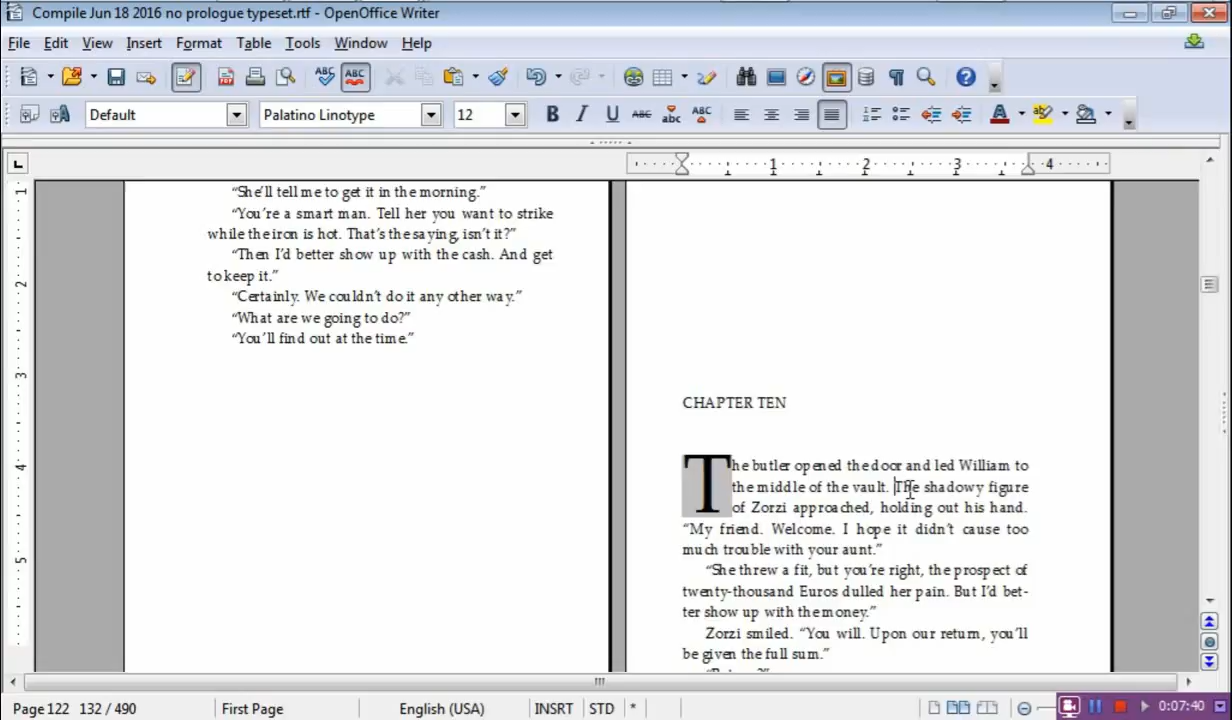 Compile Jun 18 2016 no prologue typeset.rtf - OpenOffice Writer
File Edit View Insert Format Table Tools Window Help
Default Palatino Linotype 12
1 2 3 4
1
2
3
4
5
“She’ll tell me to get it in the morning.”
“You’re a smart man. Tell her you want to strike
while the iron is hot. That’s the saying, isn’t it?”
“Then I’d better show up with the cash. And get
to keep it.”
“Certainly. We couldn’t do it any other way.”
“What are we going to do?”
“You’ll find out at the time.”
CHAPTER TEN
The butler opened the door and led William to
the middle of the vault. The shadowy figure
of Zorzi approached, holding out his hand.
“My friend. Welcome. I hope it didn’t cause too
much trouble with your aunt.”
“She threw a fit, but you’re right, the prospect of
twenty-thousand Euros dulled her pain. But I’d bet-
ter show up with the money.”
Zorzi smiled. “You will. Upon our return, you’ll
be given the full sum.”
Page 122 132 / 490 First Page English (USA) INSRT STD * 0:07:40